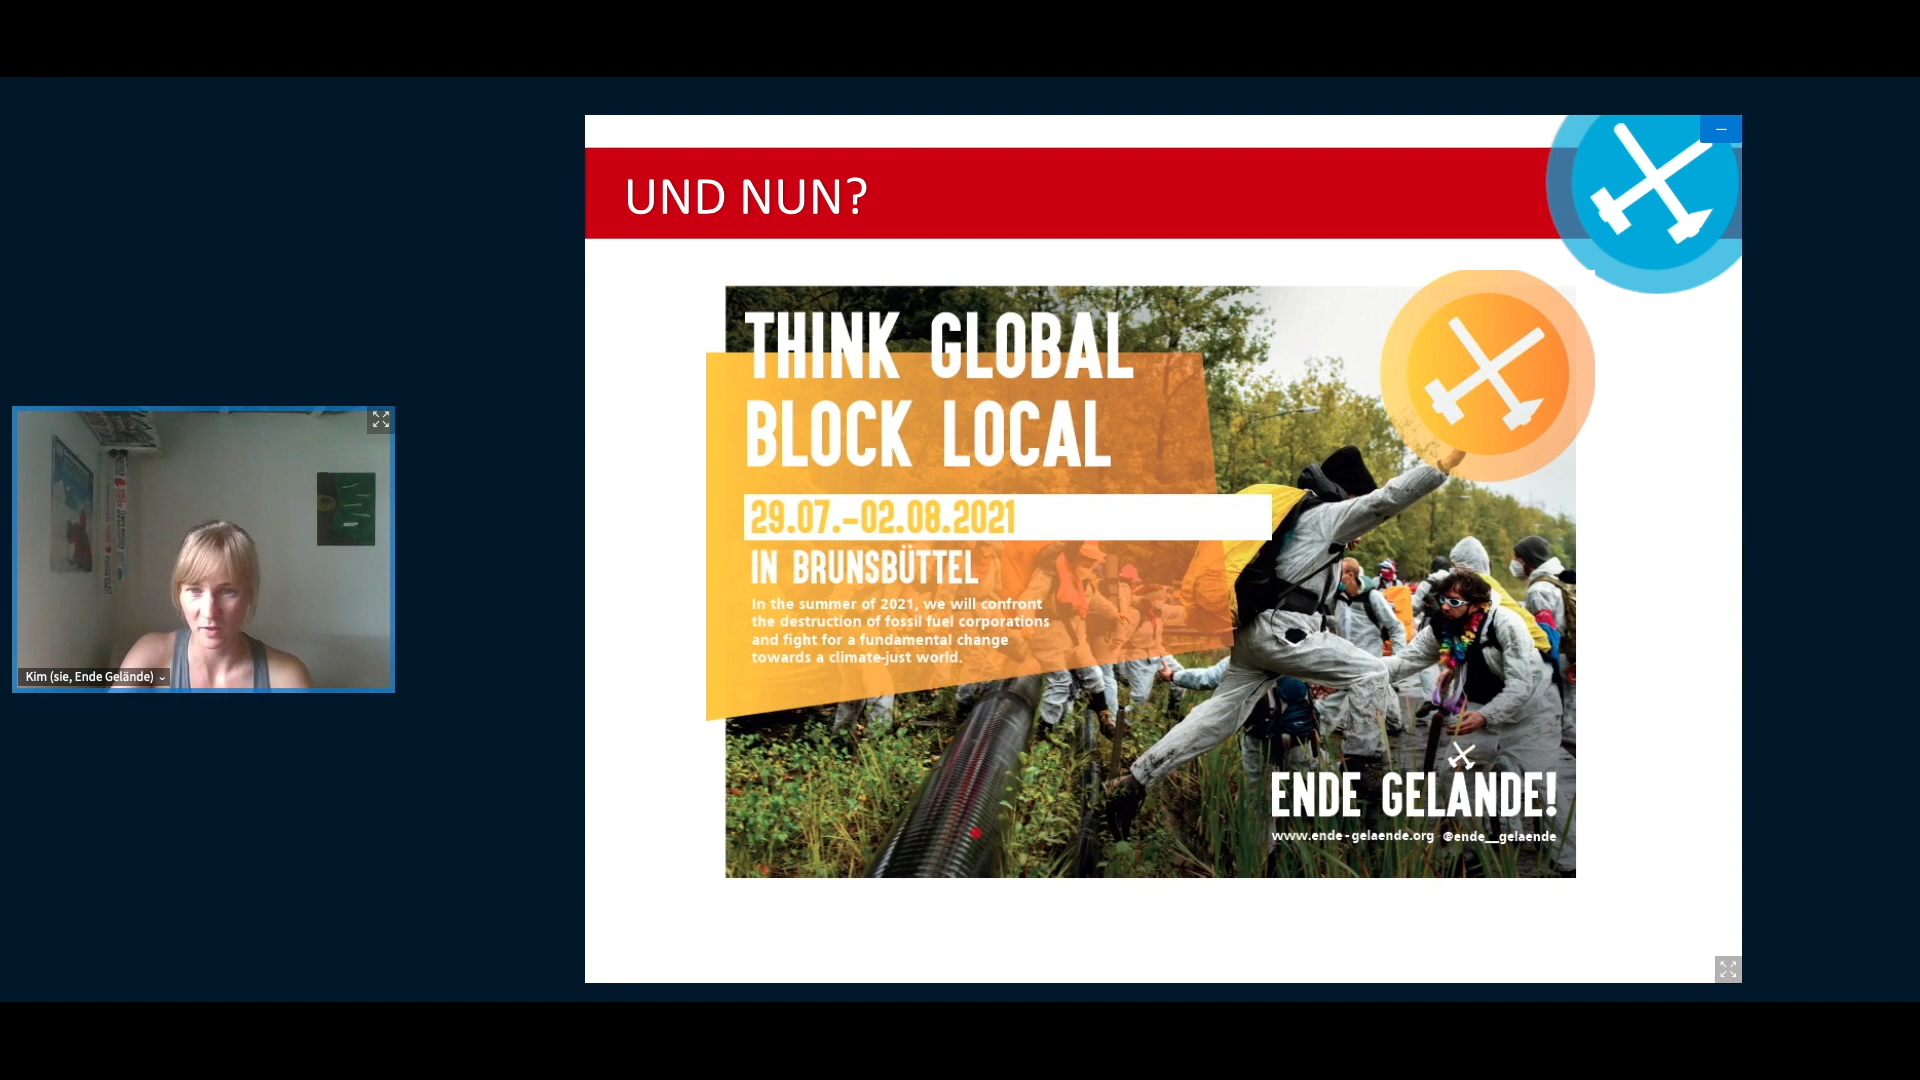 UND NUN?
THINK GLOBAL
BLOCK LOCAL
29.07.-02.08.2021
IN BRUNSBÜTTEL
In the summer of 2021, we will confront
the destruction of fossil fuel corporations
and fight for a fundamental change
towards a climate-just world.
ENDE GELÄNDE!
www.ende-gelaende.org @ende__gelaende
Kim (sie, Ende Gelände)